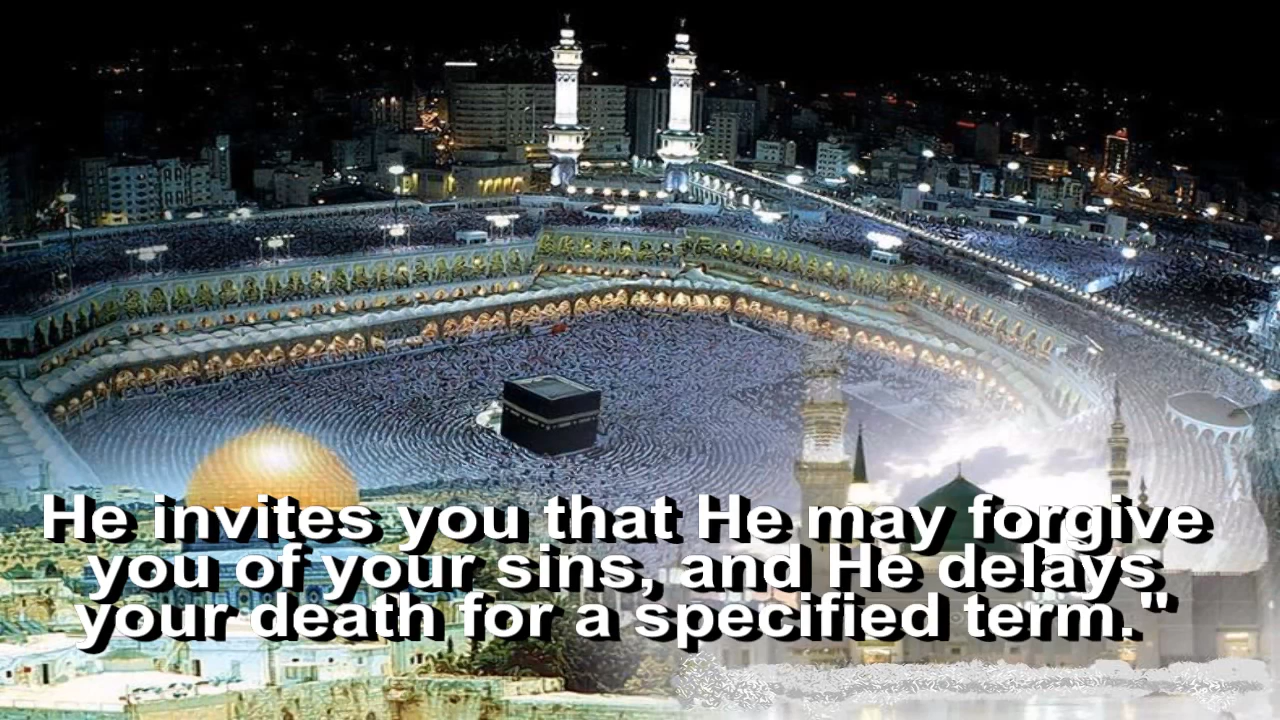 He invites you that He may forgive
you of your sins, and He delays
your death for a specified term."